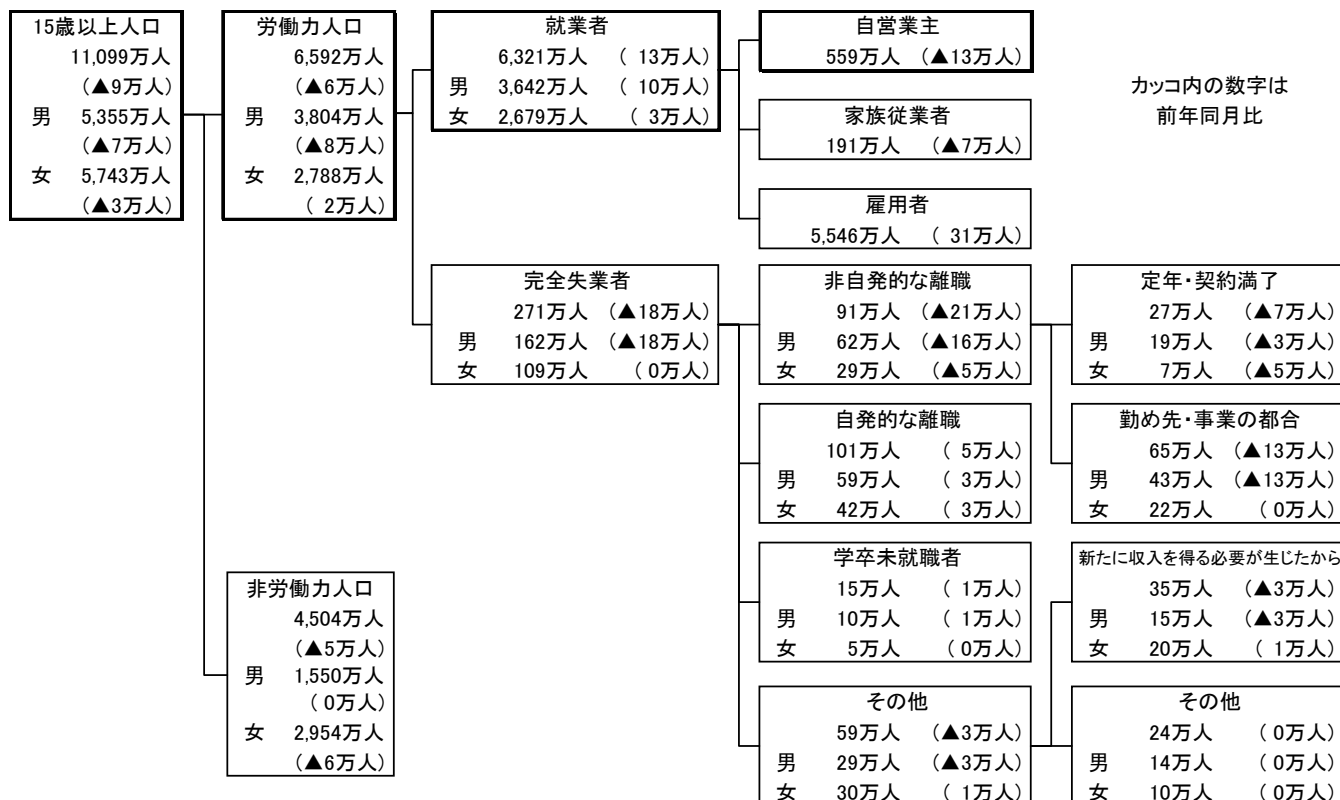 15歳以上人口
11,099万人
(▲9万人)
男 5,355万人
(▲7万人)
女 5,743万人
(▲3万人)
労働力人口
6,592万人
(▲6万人)
男 3,804万人
(▲8万人)
女 2,788万人
( 2万人)
就業者
6,321万人 ( 13万人)
男 3,642万人 ( 10万人)
女 2,679万人 ( 3万人)
自営業主
559万人 (▲13万人)
カッコ内の数字は
前年同月比
家族従業者
191万人 (▲7万人)
雇用者
5,546万人 ( 31万人)
完全失業者
271万人 (▲18万人)
男 162万人 (▲18万人)
女 109万人 ( 0万人)
非自発的な離職
91万人 (▲21万人)
男 62万人 (▲16万人)
女 29万人 (▲5万人)
定年・契約満了
27万人 (▲7万人)
男 19万人 (▲3万人)
女 7万人 (▲5万人)
自発的な離職
101万人 ( 5万人)
男 59万人 ( 3万人)
女 42万人 ( 3万人)
勤め先・事業の都合
65万人 (▲13万人)
男 43万人 (▲13万人)
女 22万人 ( 0万人)
学卒未就職者
15万人 ( 1万人)
男 10万人 ( 1万人)
女 5万人 ( 0万人)
新たに収入を得る必要が生じたから
35万人 (▲3万人)
男 15万人 (▲3万人)
女 20万人 ( 1万人)
非労働力人口
4,504万人
(▲5万人)
男 1,550万人
( 0万人)
女 2,954万人
(▲6万人)
その他
59万人 (▲3万人)
男 29万人 (▲3万人)
女 30万人 ( 1万人)
その他
24万人 ( 0万人)
男 14万人 ( 0万人)
女 10万人 ( 0万人)